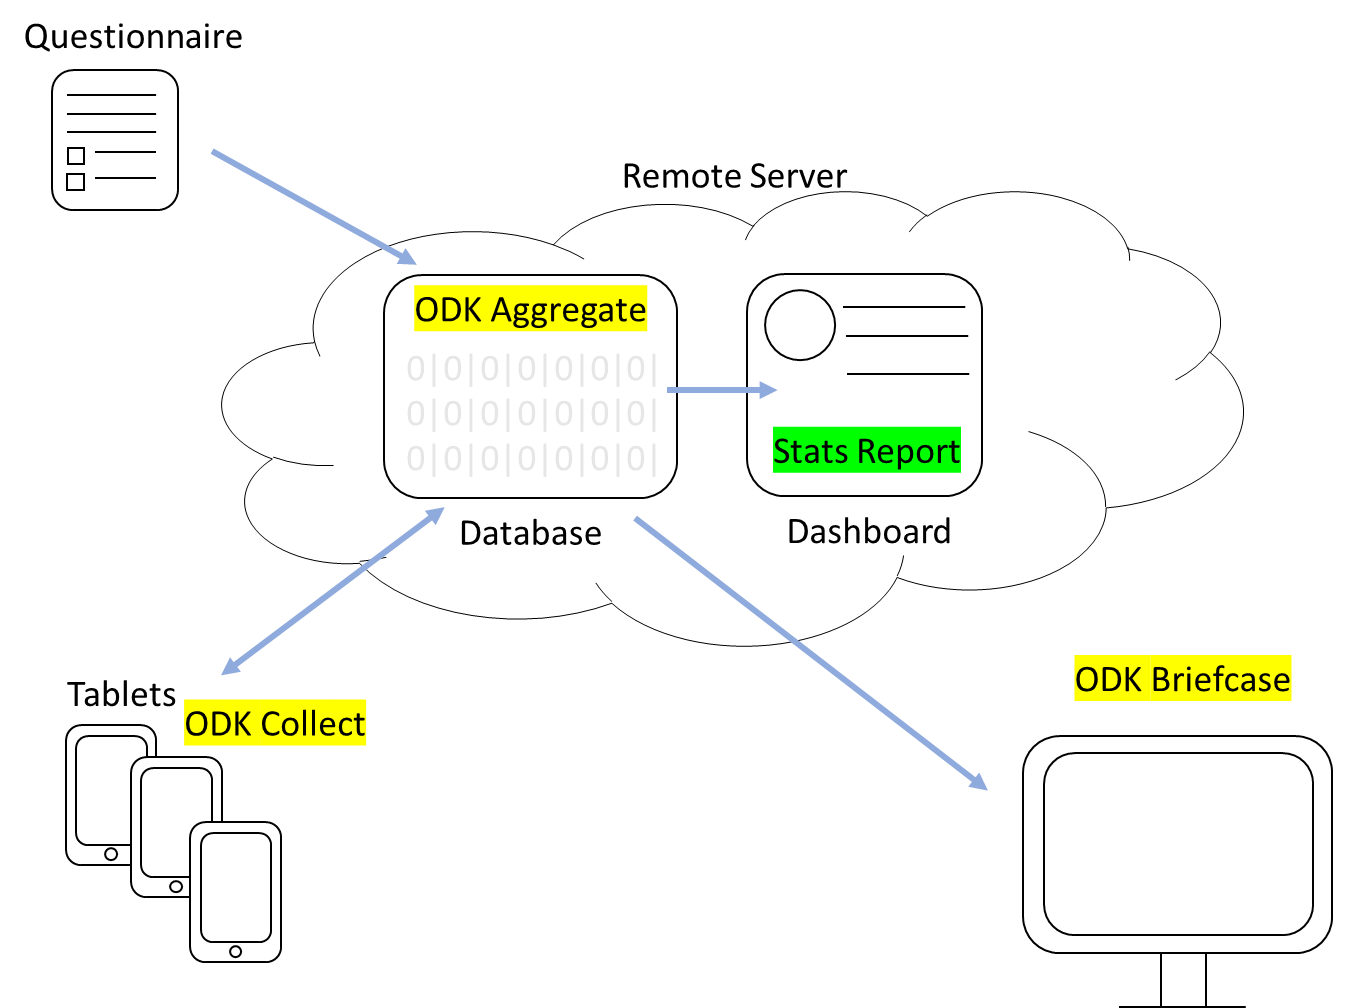 Questionnaire
Remote Server
ODK Aggregate
0|0|0|0|0|0|0|
0|0|0|0|0|0|0|
0|0|0|0|0|0|0|
Stats Report
Database
Dashboard
Tablets
ODK Collect
ODK Briefcase